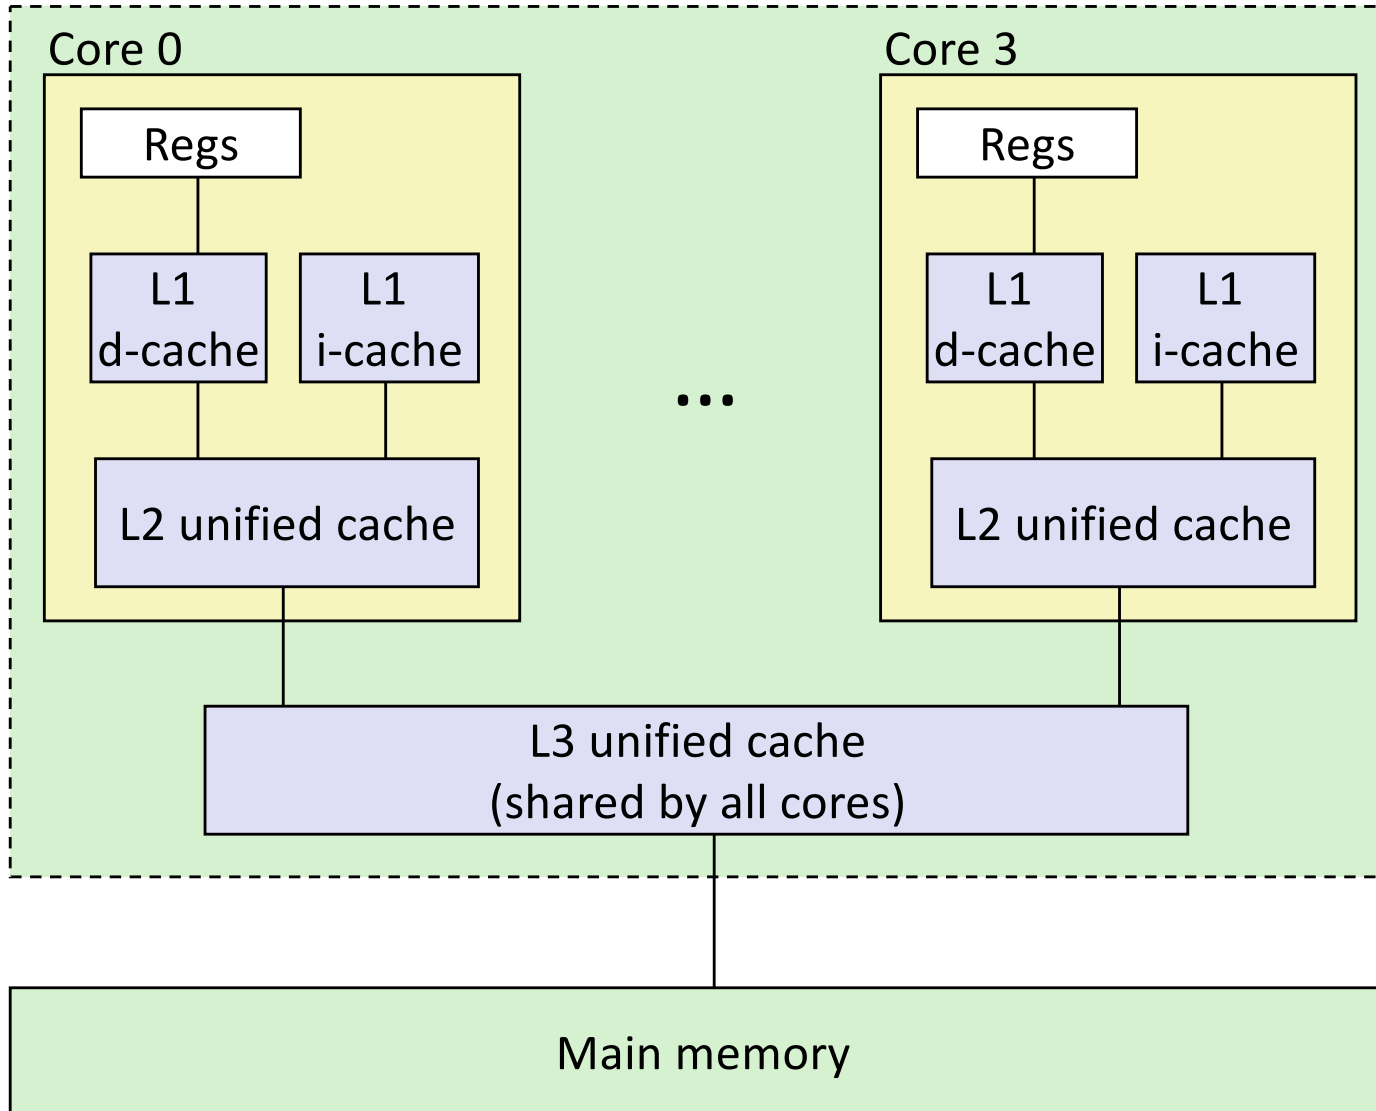 Core 0
Core 3
Regs
Regs
L1
d-cache
L1
i-cache
L1
d-cache
L1
i-cache
...
L2 unified cache
L2 unified cache
L3 unified cache
(shared by all cores)
Main memory